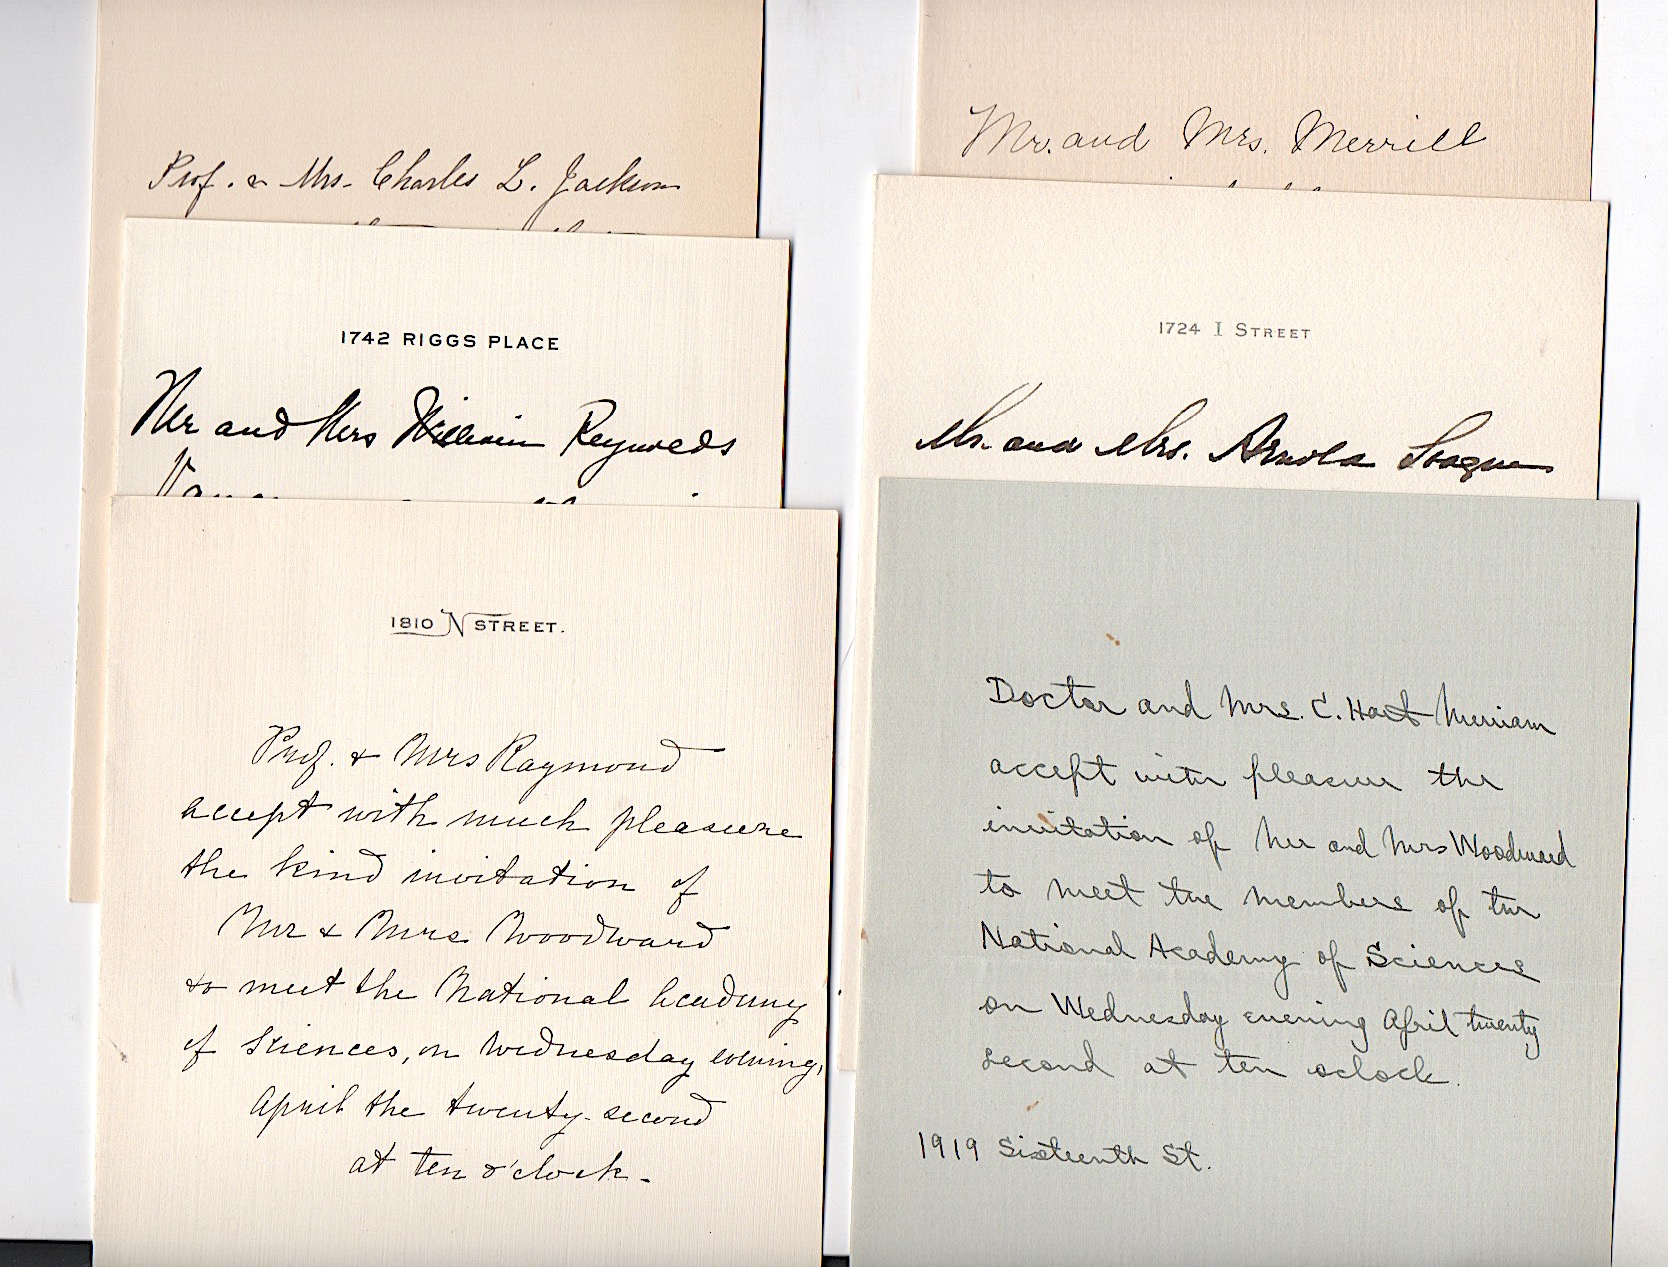 Prof. & Mrs. Charles L. Jackson
1742 RIGGS PLACE
Mr and Mrs William Reynolds
1810 N STREET.
Prof. & Mrs Raymond
accept with much pleasure
the kind invitation of
Mr & Mrs Woodward
to meet the National Academy
of Sciences, on Wednesday evening,
April the twenty-second
at ten o'clock.
Mr. and Mrs. Merrill
1724 I STREET
Mr. and Mrs. Arnold
Doctor and Mrs. C. Hart Merriam
accept with pleasure the
invitation of Mr and Mrs Woodward
to meet the members of the
National Academy of Sciences
on Wednesday evening April twenty
second at ten oclock.
1919 Sixteenth St.